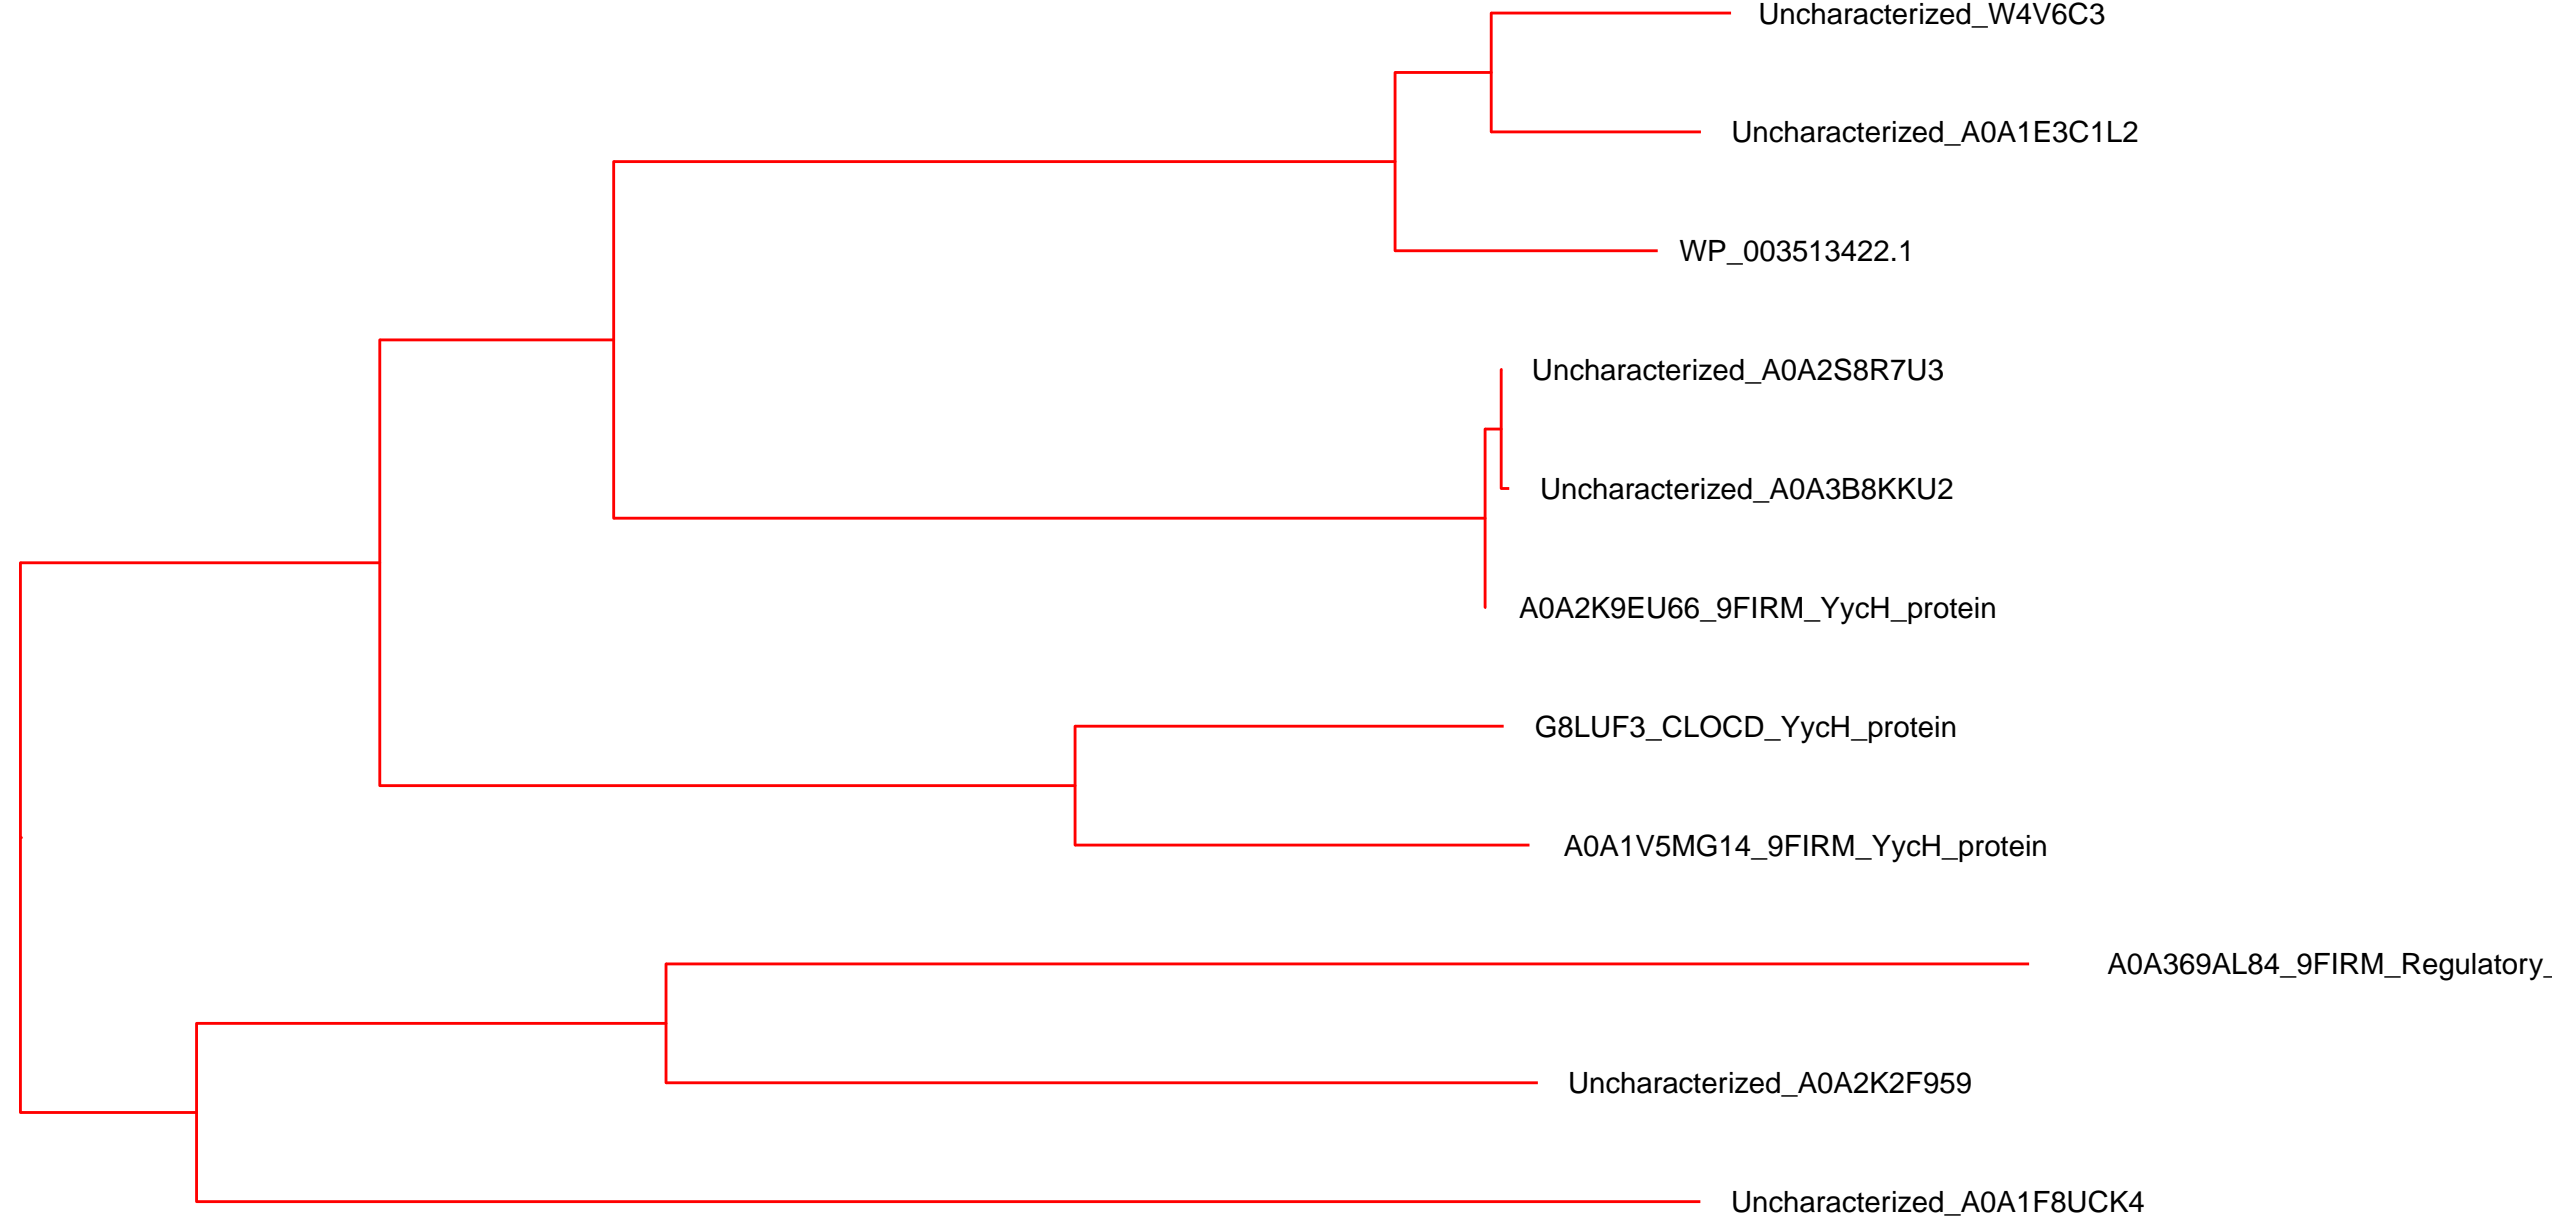 Uncharacterized_W4V6C3
Uncharacterized_A0A1E3C1L2
WP_003513422.1
Uncharacterized_A0A2S8R7U3
Uncharacterized_A0A3B8KKU2
A0A2K9EU66_9FIRM_YycH_protein
G8LUF3_CLOCD_YycH_protein
A0A1V5MG14_9FIRM_YycH_protein
A0A369AL84_9FIRM_Regulatory_
Uncharacterized_A0A2K2F959
Uncharacterized_A0A1F8UCK4